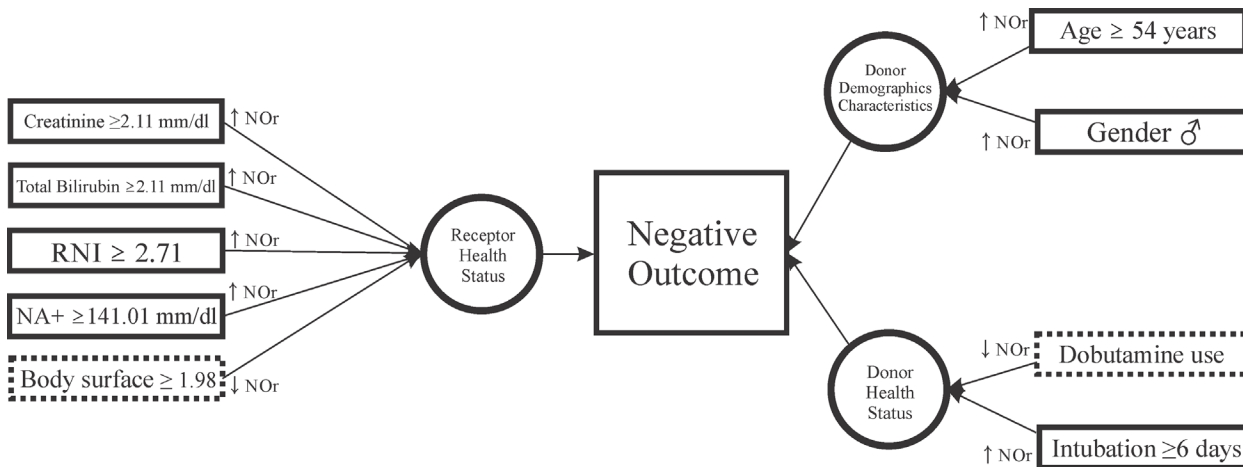 Creatinine ≥2.11 mm/dl
↑ NOr
Total Bilirubin ≥2.11 mm/dl
↑ NOr
RNI ≥ 2.71
↑ NOr
NA+ ≥141.01 mm/dl
↑ NOr
Body surface ≥ 1.98
↓ NOr
Receptor
Health
Status
Negative
Outcome
Donor
Demographics
Characteristics
↑ NOr
Age ≥ 54 years
↑ NOr
Gender ♂
Donor
Health
Status
↓ NOr
Dobutamine use
↑ NOr
Intubation ≥6 days